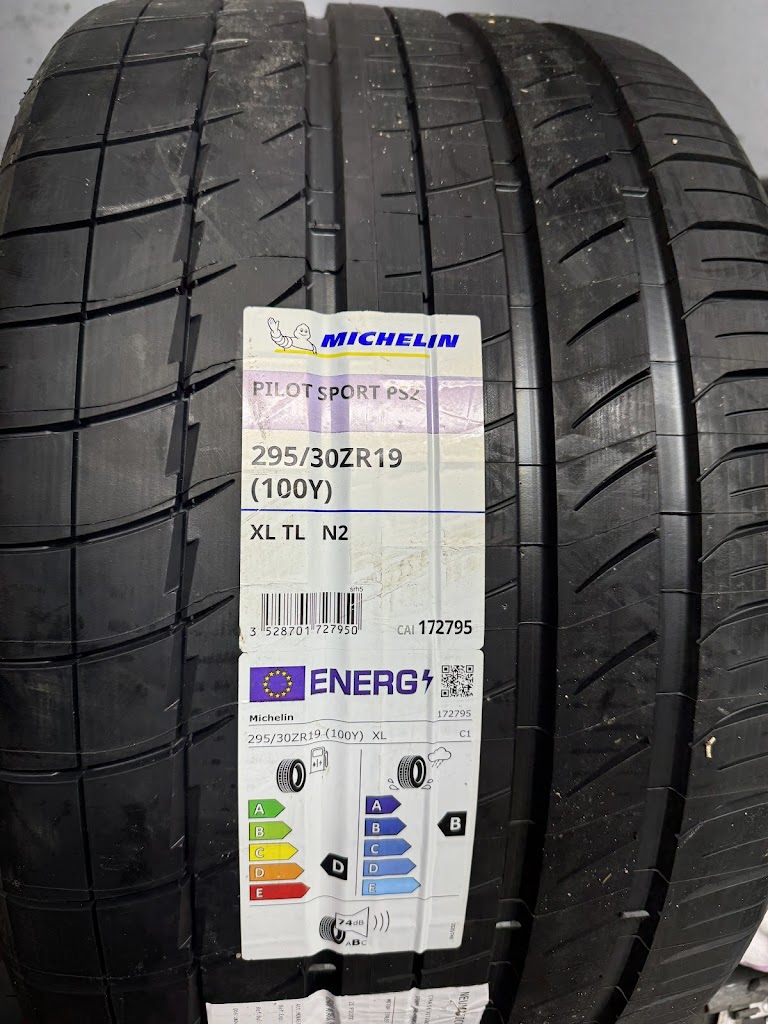 MICHELIN
PILOT SPORT PS2
295/30ZR19
(100Y)
XL TL N2
srh5
3 528701 727950
CAI 172795
ENERG
Michelin 172795
295/30ZR19 (100Y) XL C1
A A
B B B
C C
D D D
E E
74dB
ABC